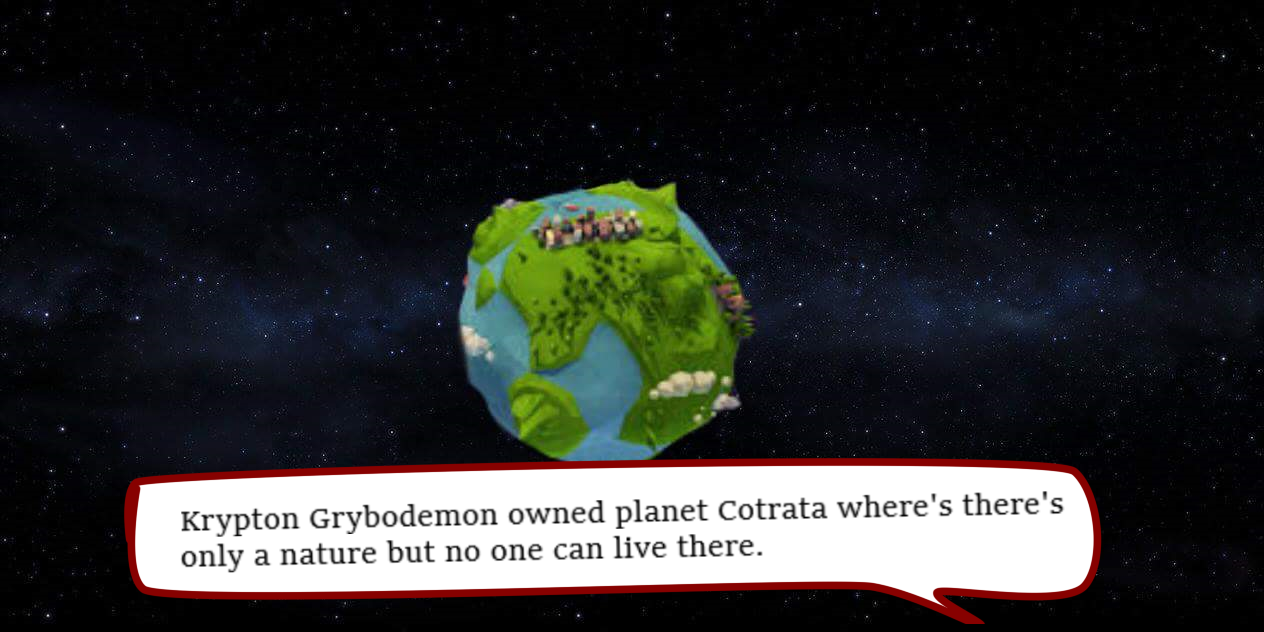 Krypton Grybodemon owned planet Cotrata where's there's
only a nature but no one can live there.